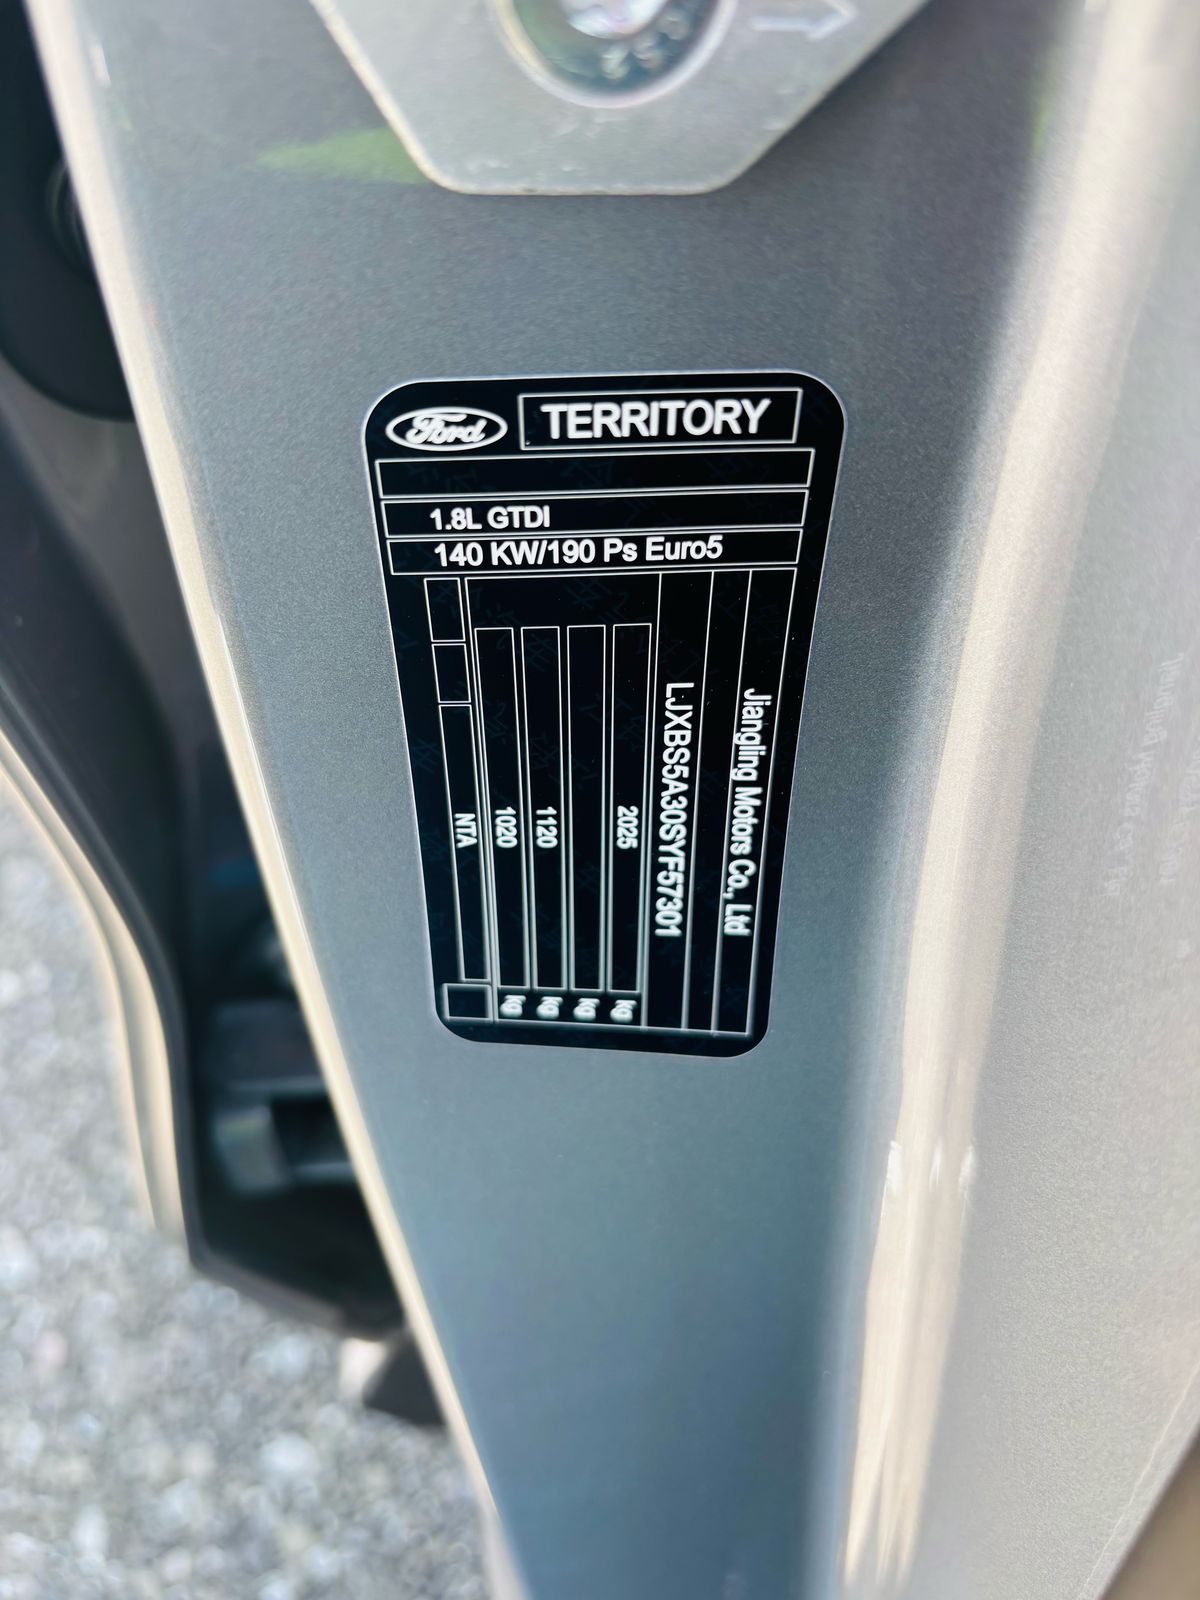 Ford
TERRITORY
1.8L GTDI
140 KW/190 Ps Euro5
Jiangling Motors Co., Ltd
LJXBS5A30SYF57301
2025 kg
kg
1120 kg
1020 kg
NTA